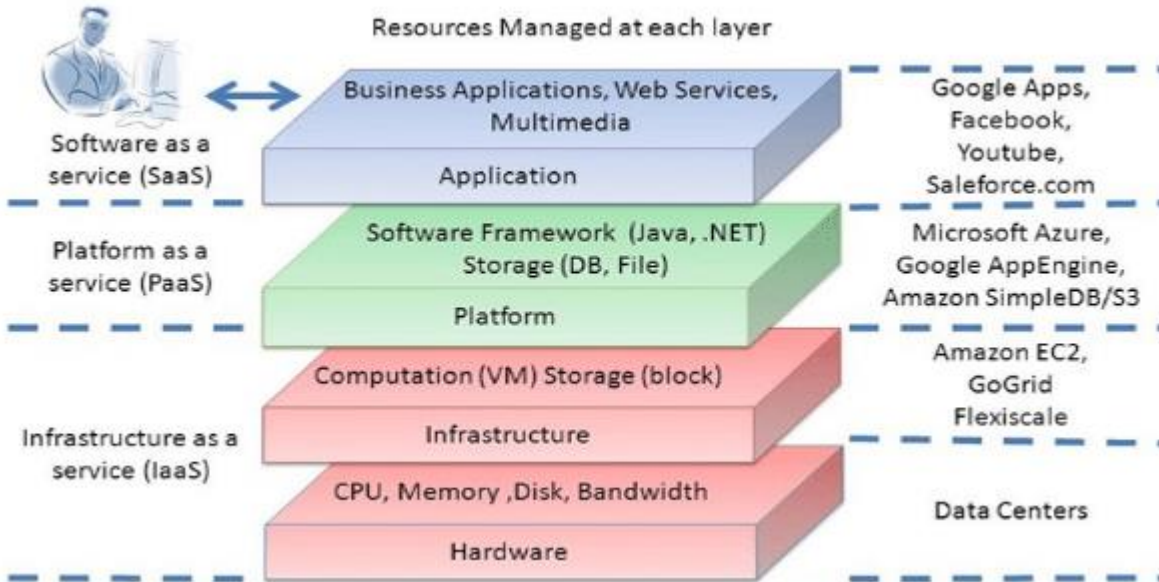 Resources Managed at each layer
Business Applications, Web Services,
Multimedia
Application
Software as a
service (SaaS)
Google Apps,
Facebook,
Youtube,
Saleforce.com
Software Framework (Java, .NET)
Storage (DB, File)
Platform
Platform as a
service (PaaS)
Microsoft Azure,
Google AppEngine,
Amazon SimpleDB/S3
Computation (VM) Storage (block)
Infrastructure
Amazon EC2,
GoGrid
Flexiscale
Infrastructure as a
service (IaaS)
CPU, Memory ,Disk, Bandwidth
Hardware
Data Centers